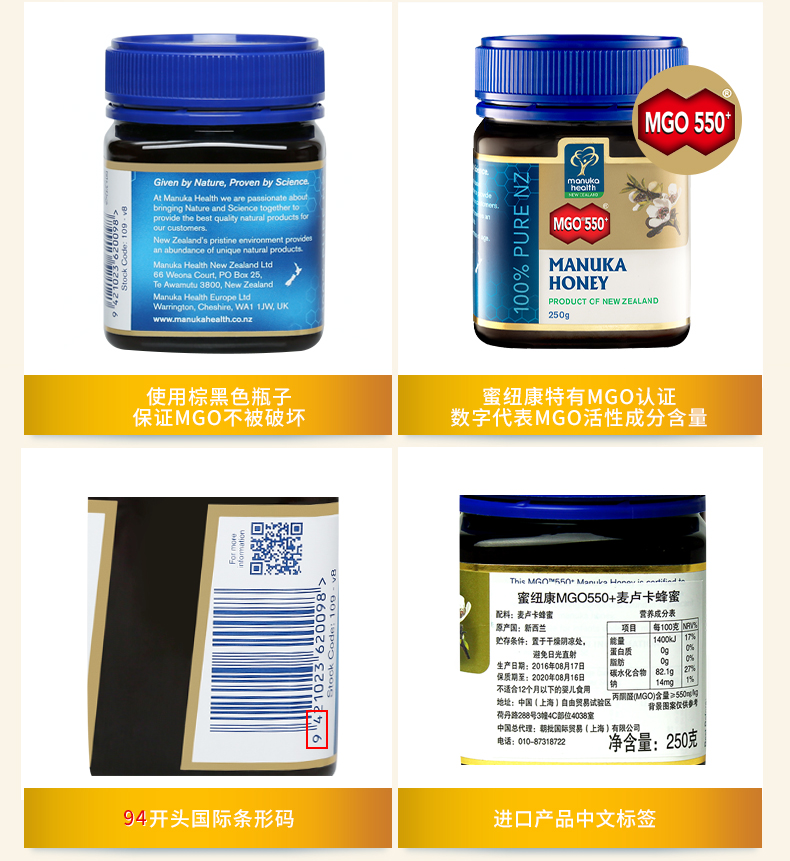 Given by Nature, Proven by Science.
At Manuka Health we are passionate about
bringing Nature and Science together to
provide the best quality natural products for
our customers.
New Zealand's pristine environment provides
an abundance of unique natural products.
Manuka Health New Zealand Ltd
66 Weona Court, PO Box 25,
Te Awamutu 3800, New Zealand
Manuka Health Europe Ltd
Warrington, Cheshire, WA1 1JW, UK
www.manukahealth.co.nz
9 421023 620098 >
Stock Code: 109 - v8
使用棕黑色瓶子
保证MGO不被破坏
MGO 550+
®
manuka
health
NEW ZEALAND
MGO 550+
®
100% PURE NZ
MANUKA
HONEY
PRODUCT OF NEW ZEALAND
250g
蜜纽康特有MGO认证
数字代表MGO活性成分含量
For more
information
9 421023 620098 >
Stock Code: 109 - v8
94开头国际条形码
This MGO™550+ Manuka Honey is certified to
蜜纽康MGO550+麦卢卡蜂蜜
配料：麦卢卡蜂蜜
原产国：新西兰
贮存条件：置于干燥阴凉处。
避免日光直射
生产日期：2016年08月17日
保质期至：2020年08月16日
不适合12个月以下的婴儿食用
地址：中国（上海）自由贸易试验区
荷丹路288号3幢4C部位4038室
中国总代理：朝批国际贸易（上海）有限公司
电话：010-87318722
营养成分表
项目 每100克 NRV%
能量 1400kJ 17%
蛋白质 0g 0%
脂肪 0g 0%
碳水化合物 82.1g 27%
钠 14mg 1%
丙酮醛(MGO)含量≥550mg/kg
背景图案仅供参考
净含量：250克
进口产品中文标签